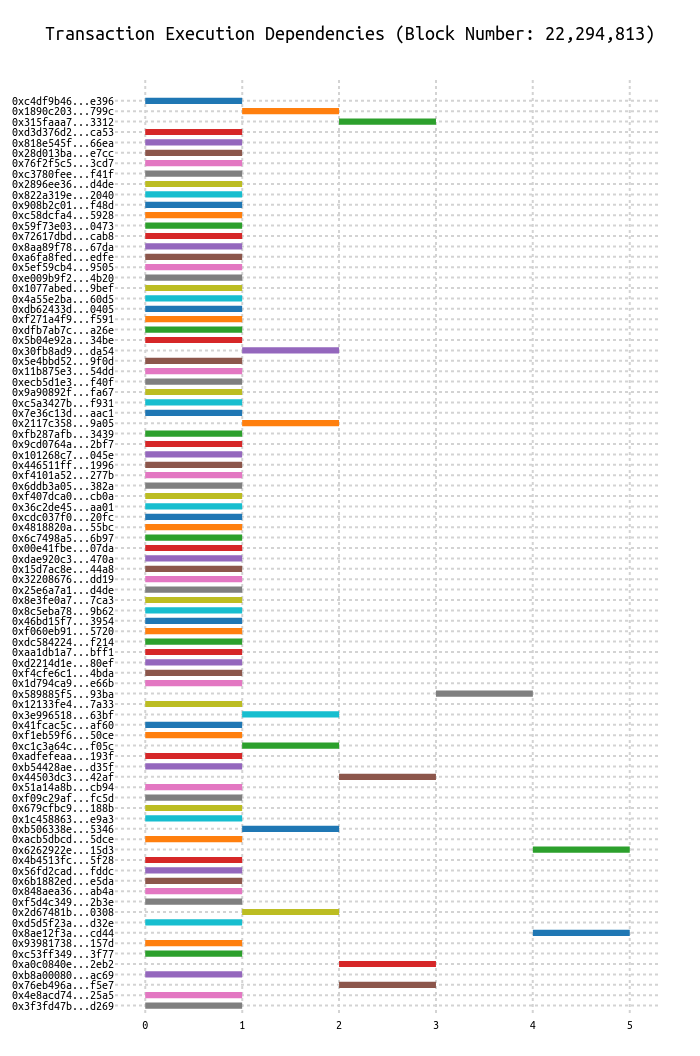 Transaction Execution Dependencies (Block Number: 22,294,813)
0xc4df9b46...e396
0x1890c203...799c
0x315faaa7...3312
0xd3d376d2...ca53
0x818e545f...66ea
0x28d013ba...e7cc
0x76f2f5c5...3cd7
0xc3780fee...f41f
0x2896ee36...d4de
0x822a319e...2040
0x908b2c01...f48d
0xc58dcfa4...5928
0x59f73e03...0473
0x72617dbd...cab8
0x8aa89f78...67da
0xa6fa8fed...edfe
0x5ef59cb4...9505
0xe009b9f2...4b20
0x1077abed...9bef
0x4a55e2ba...60d5
0xdb62433d...0405
0xf271a4f9...f591
0xdfb7ab7c...a26e
0x5b04e92a...34be
0x30fb8ad9...da54
0x5e4bbd52...9f0d
0x11b875e3...54dd
0xecb5d1e3...f40f
0x9a90892f...fa67
0xc5a3427b...f931
0x7e36c13d...aac1
0x2117c358...9a05
0xfb287afb...3439
0x9cd0764a...2bf7
0x101268c7...045e
0x446511ff...1996
0xf4101a52...277b
0x6ddb3a05...382a
0xf407dca0...cb0a
0x36c2de45...aa01
0xcdc037f0...20fc
0x4818820a...55bc
0x6c7498a5...6b97
0x00e41fbe...07da
0xdae920c3...470a
0x15d7ac8e...44a8
0x32208676...dd19
0x25e6a7a1...d4de
0x8e3fe0a7...7ca3
0x8c5eba78...9b62
0x46bd15f7...3954
0xf060eb91...5720
0xdc584224...f214
0xaa1db1a7...bff1
0xd2214d1e...80ef
0xf4cfe6c1...4bda
0x1d794ca9...e66b
0x589885f5...93ba
0x12133fe4...7a33
0x3e996518...63bf
0x41fcac5c...af60
0xf1eb59f6...50ce
0xc1c3a64c...f05c
0xadfefeaa...193f
0xb54428ae...d35f
0x44503dc3...42af
0x51a14a8b...cb94
0xf09c29af...fc5d
0x679cfbc9...188b
0x1c458863...e9a3
0xb506338e...5346
0xacb5dbcd...5dce
0x6262922e...15d3
0x4b4513fc...5f28
0x56fd2cad...fddc
0x6b1882ed...e5da
0x848aea36...ab4a
0xf5d4c349...2b3e
0x2d67481b...0308
0xd5d5f23a...d32e
0x8ae12f3a...cd44
0x93981738...157d
0xc53ff349...3f77
0xa0c0840e...2eb2
0xb8a00080...ac69
0x76eb496a...f5e7
0x4e8acd74...25a5
0x3f3fd47b...d269
0 1 2 3 4 5